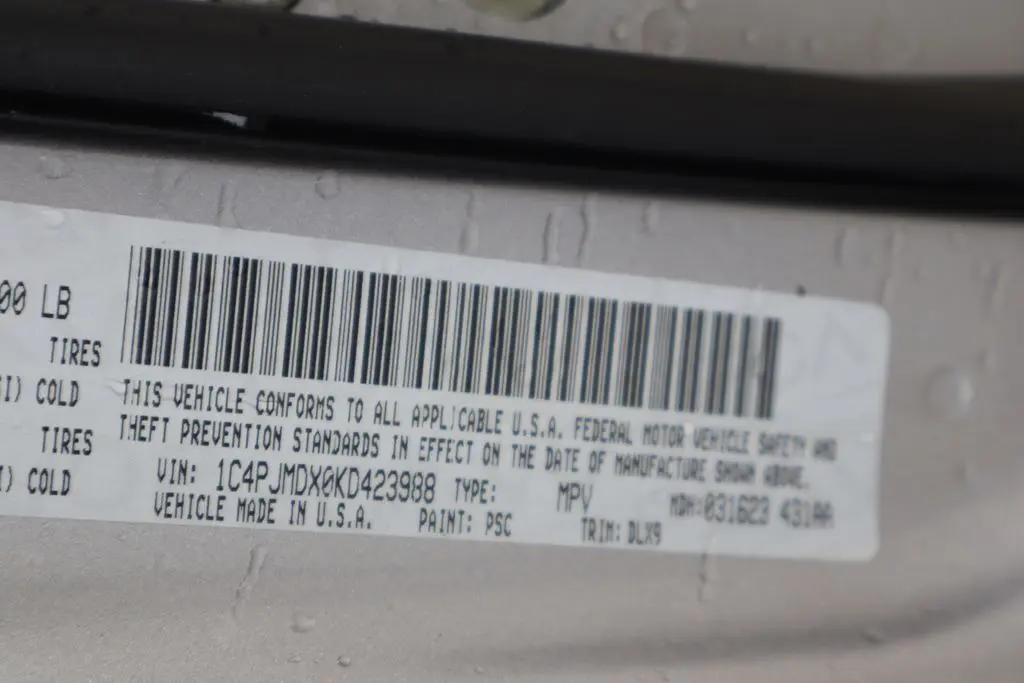 00 LB
TIRES
SI) COLD
TIRES
I) COLD
THIS VEHICLE CONFORMS TO ALL APPLICABLE U.S.A. FEDERAL MOTOR VEHICLE SAFETY AND
THEFT PREVENTION STANDARDS IN EFFECT ON THE DATE OF MANUFACTURE SHOWN ABOVE.
VIN: 1C4PJMDX0KD423988 TYPE: MPV MDH:031623 431AA
VEHICLE MADE IN U.S.A. PAINT: PSC TRIM: DLX9